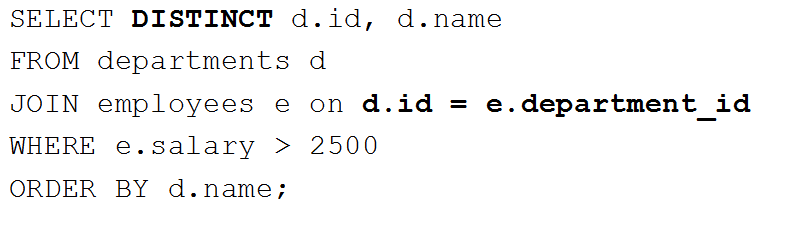 SELECT DISTINCT d.id, d.name
FROM departments d
JOIN employees e on d.id = e.department_id
WHERE e.salary > 2500
ORDER BY d.name;